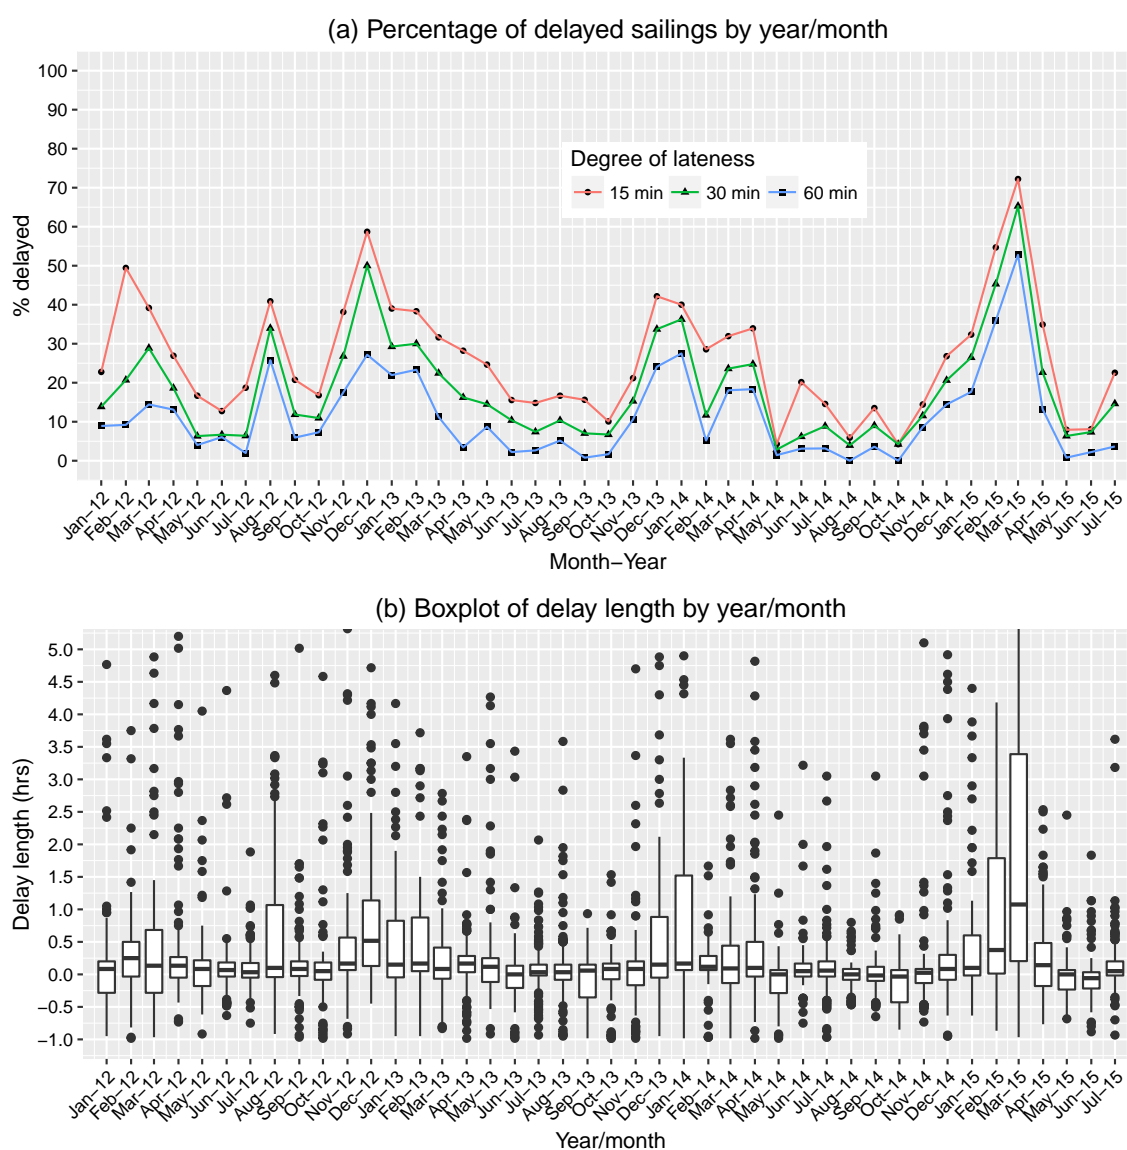 (a) Percentage of delayed sailings by year/month
100
90
80
70
60
50
40
30
20
10
0
% delayed
Degree of lateness
15 min 30 min 60 min
Jan−12 Feb−12 Mar−12 Apr−12 May−12 Jun−12 Jul−12 Aug−12 Sep−12 Oct−12 Nov−12 Dec−12 Jan−13 Feb−13 Mar−13 Apr−13 May−13 Jun−13 Jul−13 Aug−13 Sep−13 Oct−13 Nov−13 Dec−13 Jan−14 Feb−14 Mar−14 Apr−14 May−14 Jun−14 Jul−14 Aug−14 Sep−14 Oct−14 Nov−14 Dec−14 Jan−15 Feb−15 Mar−15 Apr−15 May−15 Jun−15 Jul−15
Month−Year
(b) Boxplot of delay length by year/month
5.0
4.5
4.0
3.5
3.0
2.5
2.0
1.5
1.0
0.5
0.0
−0.5
−1.0
Delay length (hrs)
Jan−12 Feb−12 Mar−12 Apr−12 May−12 Jun−12 Jul−12 Aug−12 Sep−12 Oct−12 Nov−12 Dec−12 Jan−13 Feb−13 Mar−13 Apr−13 May−13 Jun−13 Jul−13 Aug−13 Sep−13 Oct−13 Nov−13 Dec−13 Jan−14 Feb−14 Mar−14 Apr−14 May−14 Jun−14 Jul−14 Aug−14 Sep−14 Oct−14 Nov−14 Dec−14 Jan−15 Feb−15 Mar−15 Apr−15 May−15 Jun−15 Jul−15
Year/month